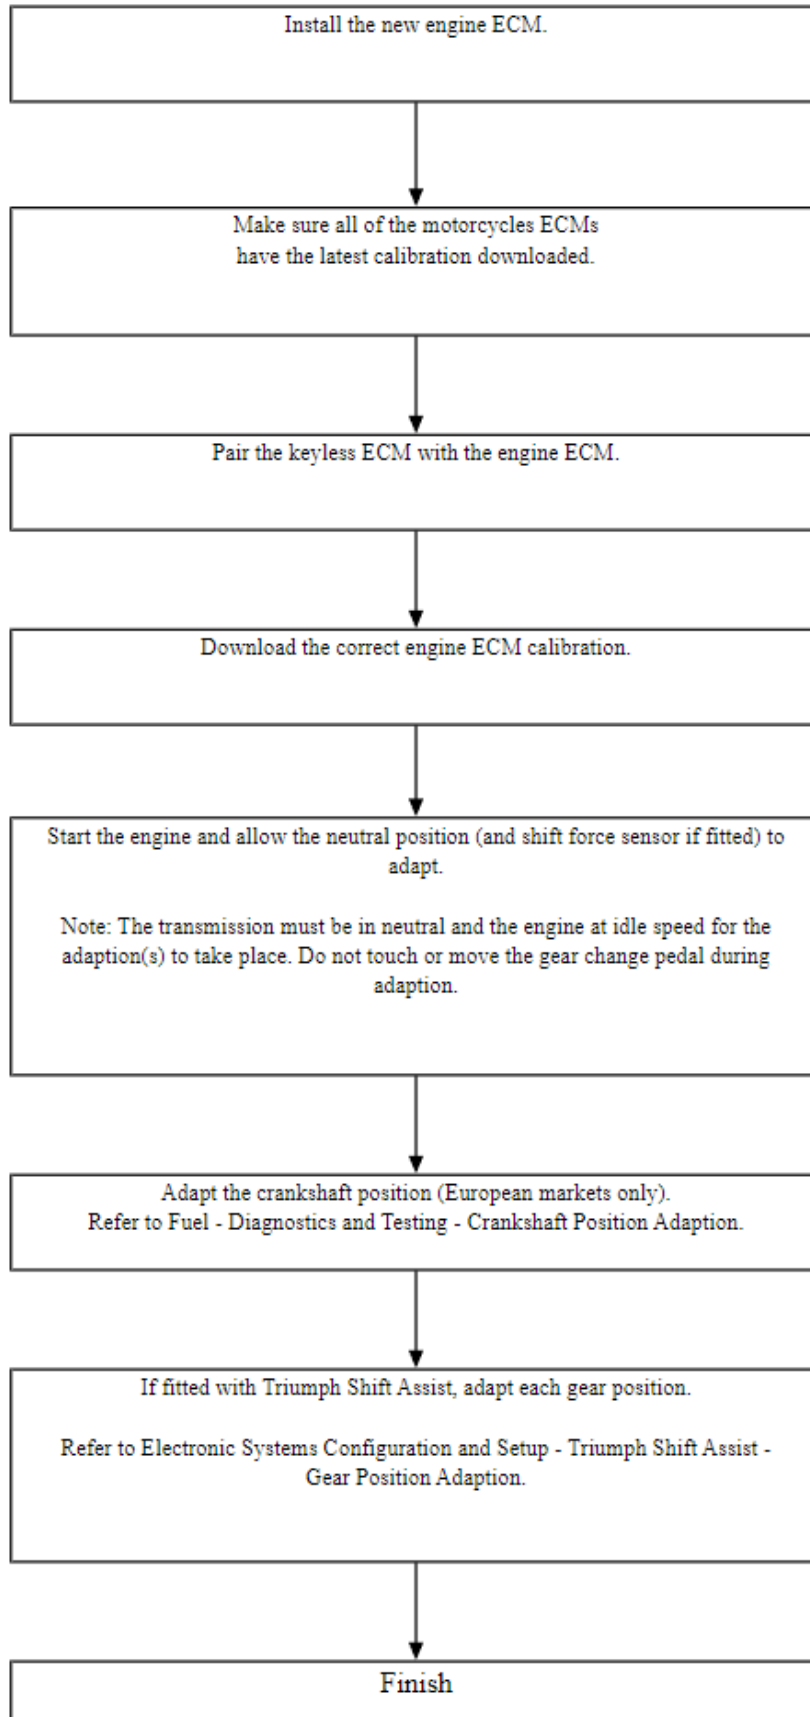 Install the new engine ECM.
Make sure all of the motorcycles ECMs
have the latest calibration downloaded.
Pair the keyless ECM with the engine ECM.
Download the correct engine ECM calibration.
Start the engine and allow the neutral position (and shift force sensor if fitted) to
adapt.
Note: The transmission must be in neutral and the engine at idle speed for the
adaption(s) to take place. Do not touch or move the gear change pedal during
adaption.
Adapt the crankshaft position (European markets only).
Refer to Fuel - Diagnostics and Testing - Crankshaft Position Adaption.
If fitted with Triumph Shift Assist, adapt each gear position.
Refer to Electronic Systems Configuration and Setup - Triumph Shift Assist -
Gear Position Adaption.
Finish